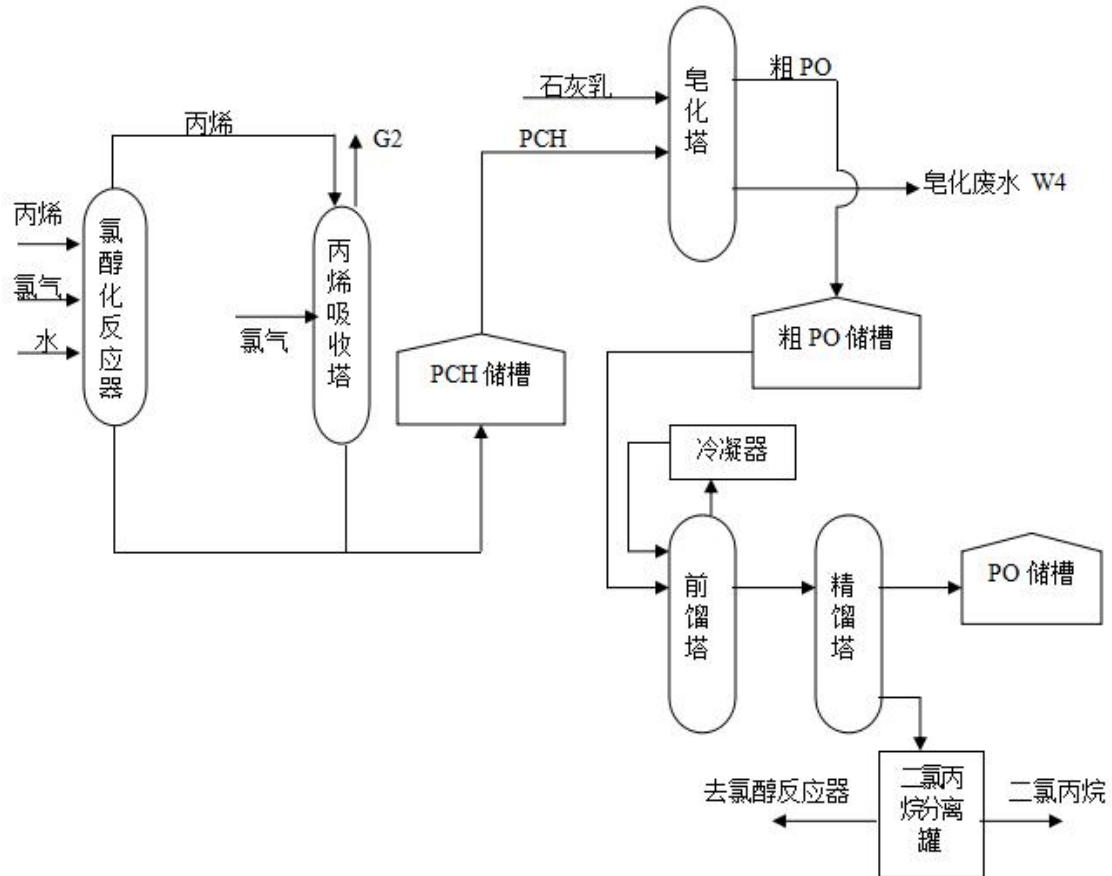 丙烯
G2
丙烯
氯气
水
氯醇化反应器
氯气
丙烯吸收塔
PCH 储槽
石灰乳
PCH
皂化塔
粗 PO
皂化废水 W4
粗 PO 储槽
冷凝器
前馏塔
精馏塔
PO 储槽
二氯丙
烷分离
罐
去氯醇反应器
二氯丙烷